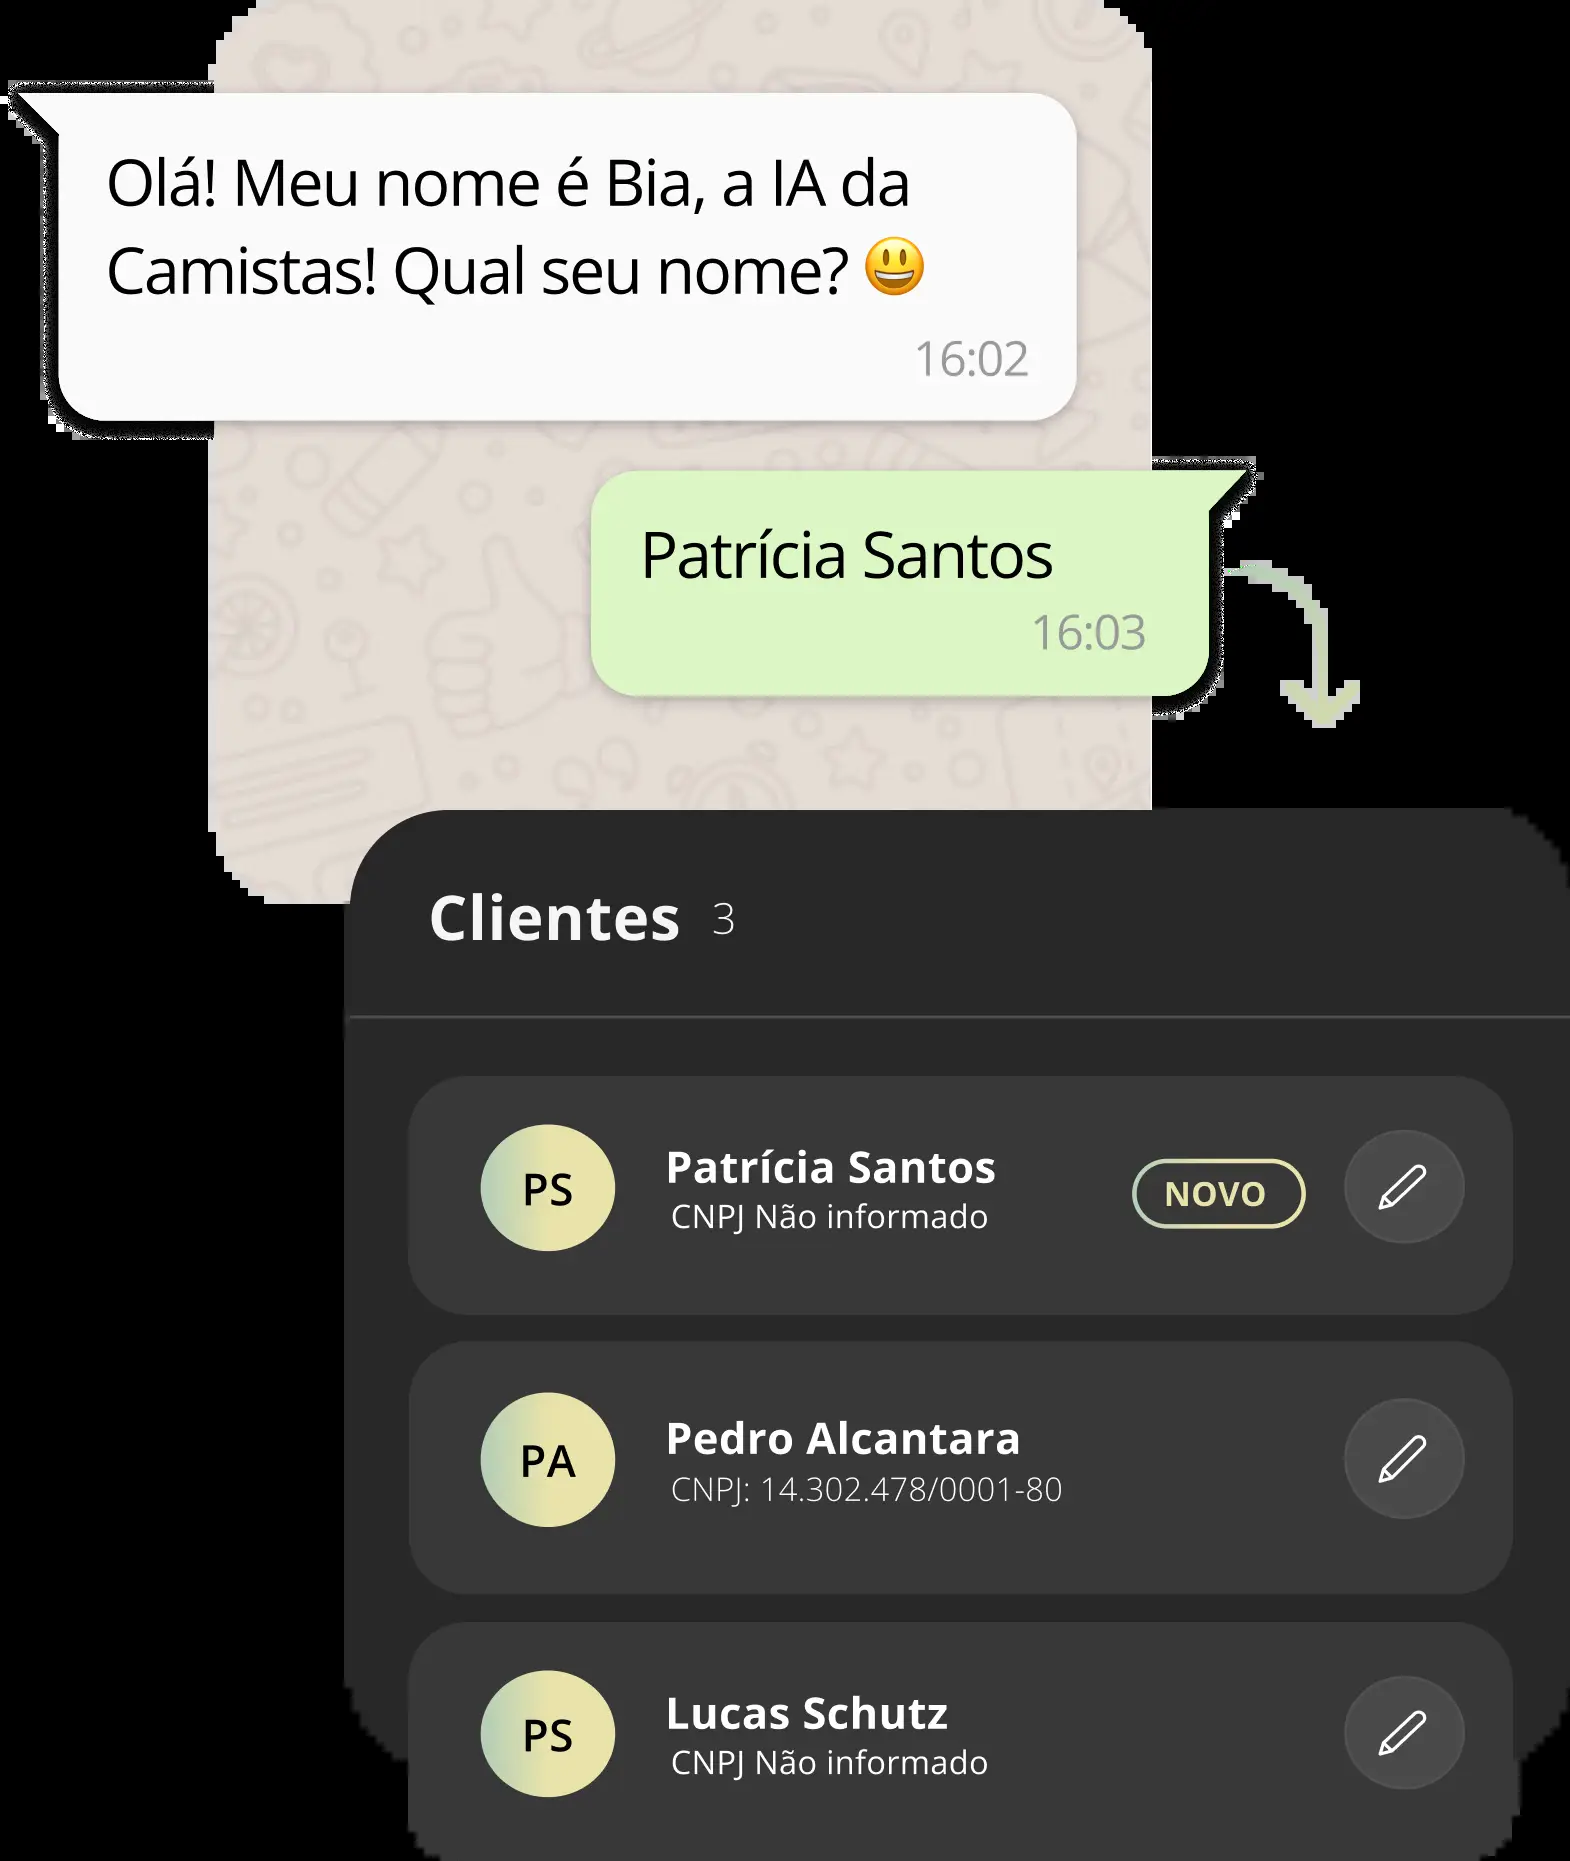 Olá! Meu nome é Bia, a IA da
Camistas! Qual seu nome? 😃
16:02
Patrícia Santos
16:03
Clientes 3
PS
Patrícia Santos
CNPJ Não informado
NOVO
PA
Pedro Alcantara
CNPJ: 14.302.478/0001-80
PS
Lucas Schutz
CNPJ Não informado